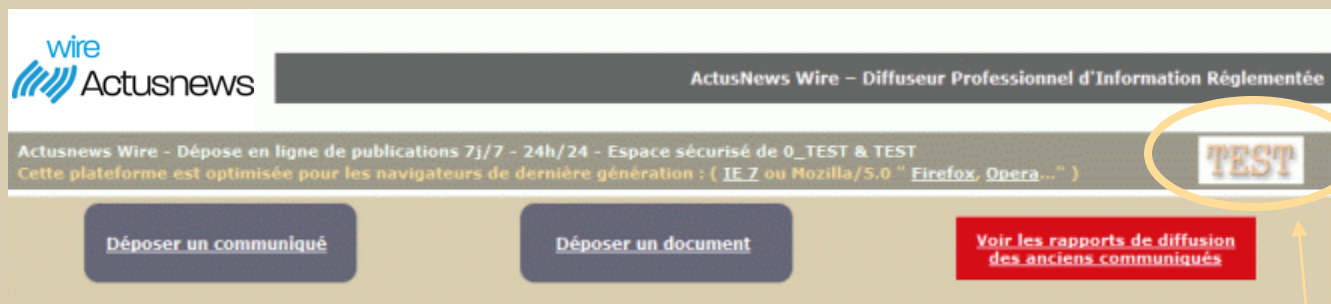 wire
Actusnews
ActusNews Wire – Diffuseur Professionnel d'Information Réglementée
Actusnews Wire - Dépose en ligne de publications 7j/7 - 24h/24 - Espace sécurisé de 0_TEST & TEST
Cette plateforme est optimisée pour les navigateurs de dernière génération : ( IE 7 ou Mozilla/5.0 " Firefox, Opera..." )
TEST
Déposer un communiqué
Déposer un document
Voir les rapports de diffusion
des anciens communiqués